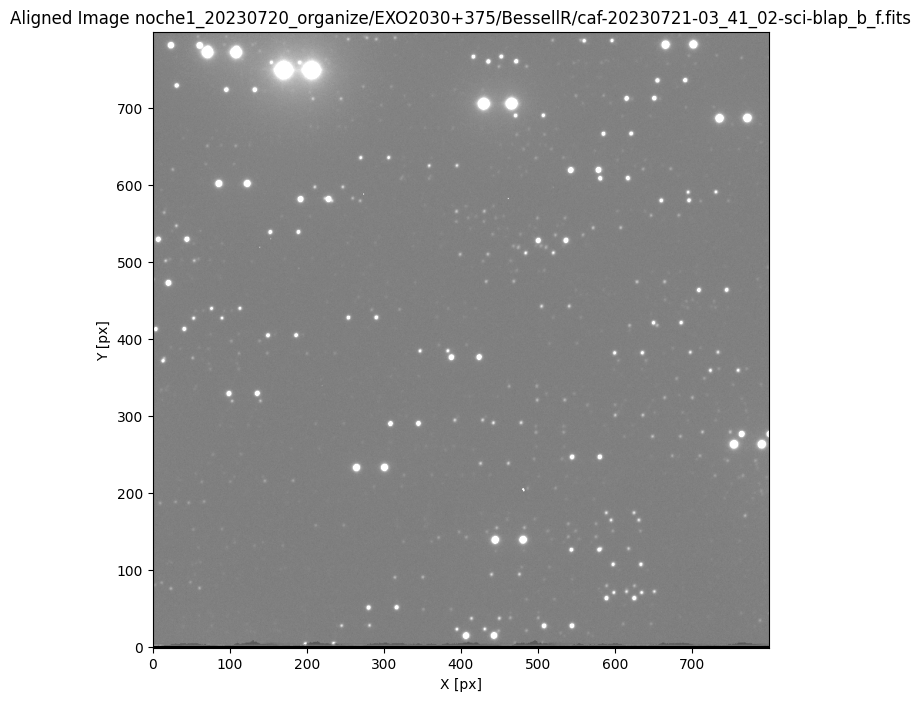 Aligned Image noche1_20230720_organize/EXO2030+375/BessellR/caf-20230721-03_41_02-sci-blap_b_f.fits
700
600
500
400
300
200
100
0
Y [px]
0 100 200 300 400 500 600 700
X [px]